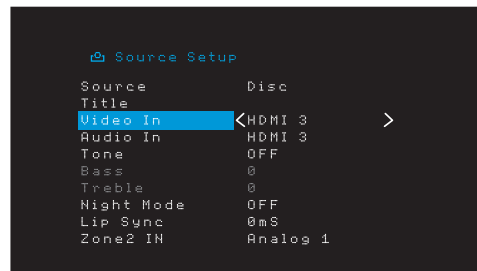 Source Setup
Source Disc
Title
Video In <HDMI 3 >
Audio In HDMI 3
Tone OFF
Bass 0
Treble 0
Night Mode OFF
Lip Sync 0mS
Zone2 IN Analog 1